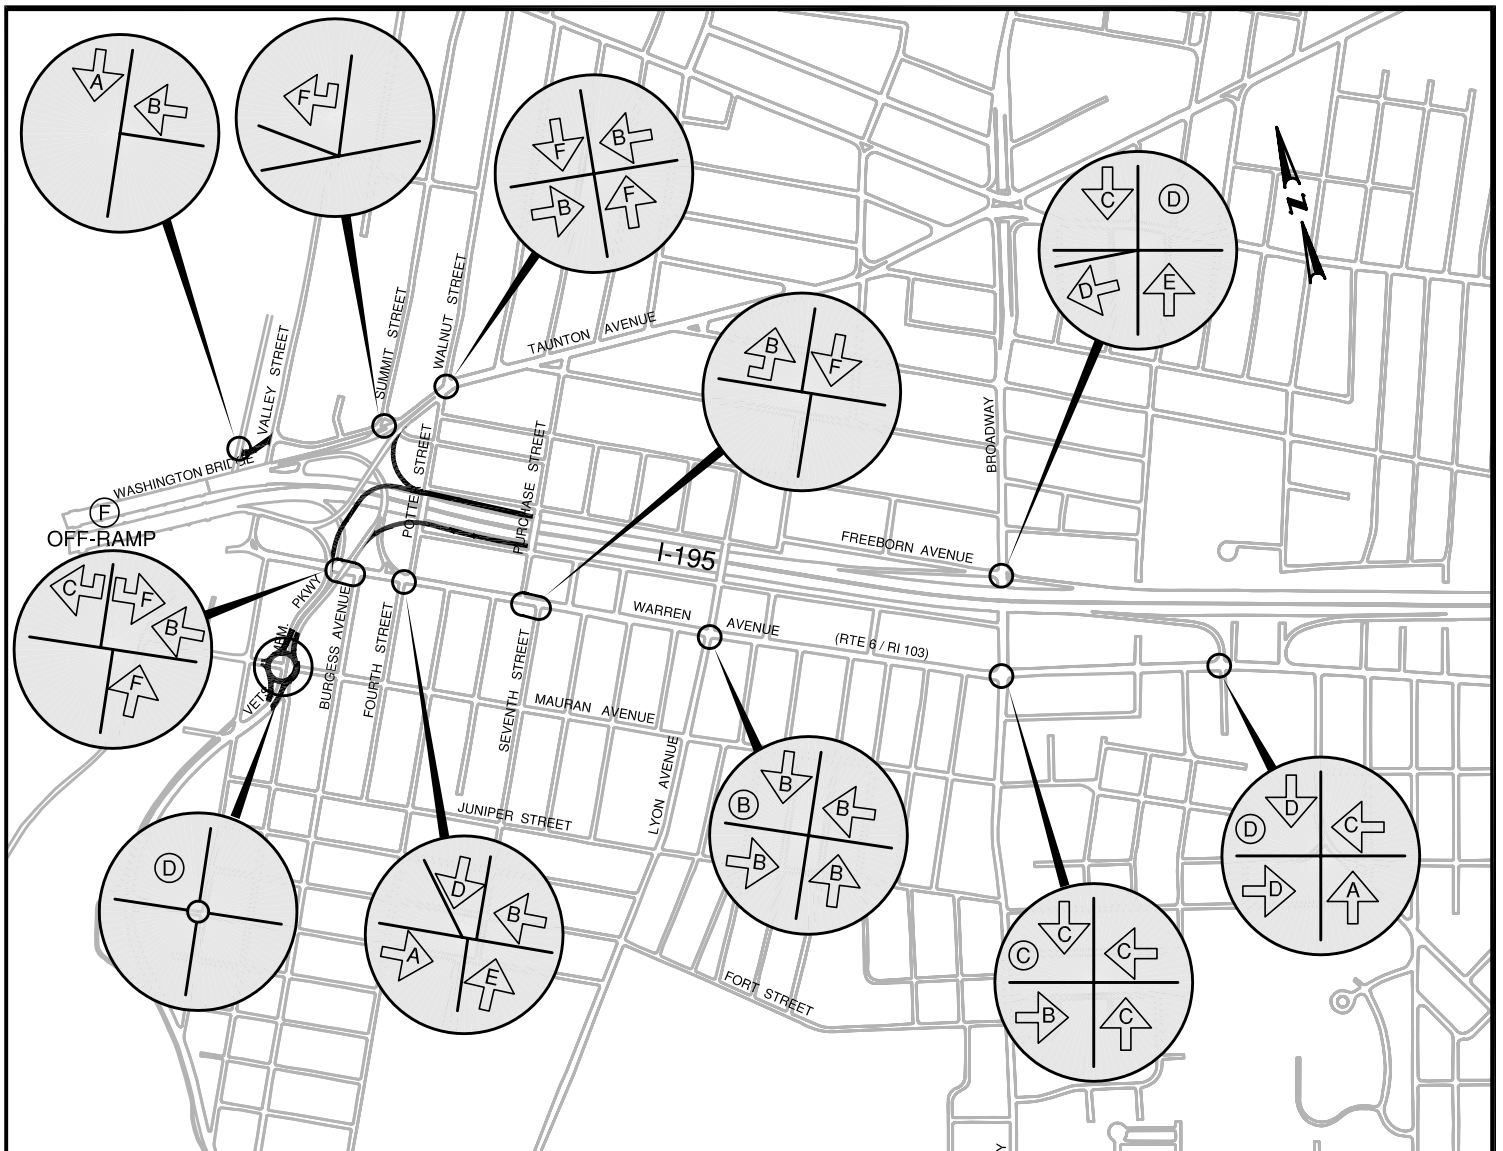 A
B
F
F
B
B
F
C
D
D
E
N
B
F
VALLEY STREET
SUMMIT STREET
WALNUT STREET
TAUNTON AVENUE
WASHINGTON BRIDGE
F
OFF-RAMP
POTTER STREET
PURCHASE STREET
BROADWAY
FREEBORN AVENUE
I-195
C
F
B
F
PKWY
MEM.
VETS
BURGESS AVENUE
FOURTH STREET
SEVENTH STREET
WARREN AVENUE
(RTE 6 / RI 103)
MAURAN AVENUE
LYON AVENUE
JUNIPER STREET
FORT STREET
D
D
B
A
E
B
B
B
B
B
C
C
C
B
C
D
D
C
D
A
Y